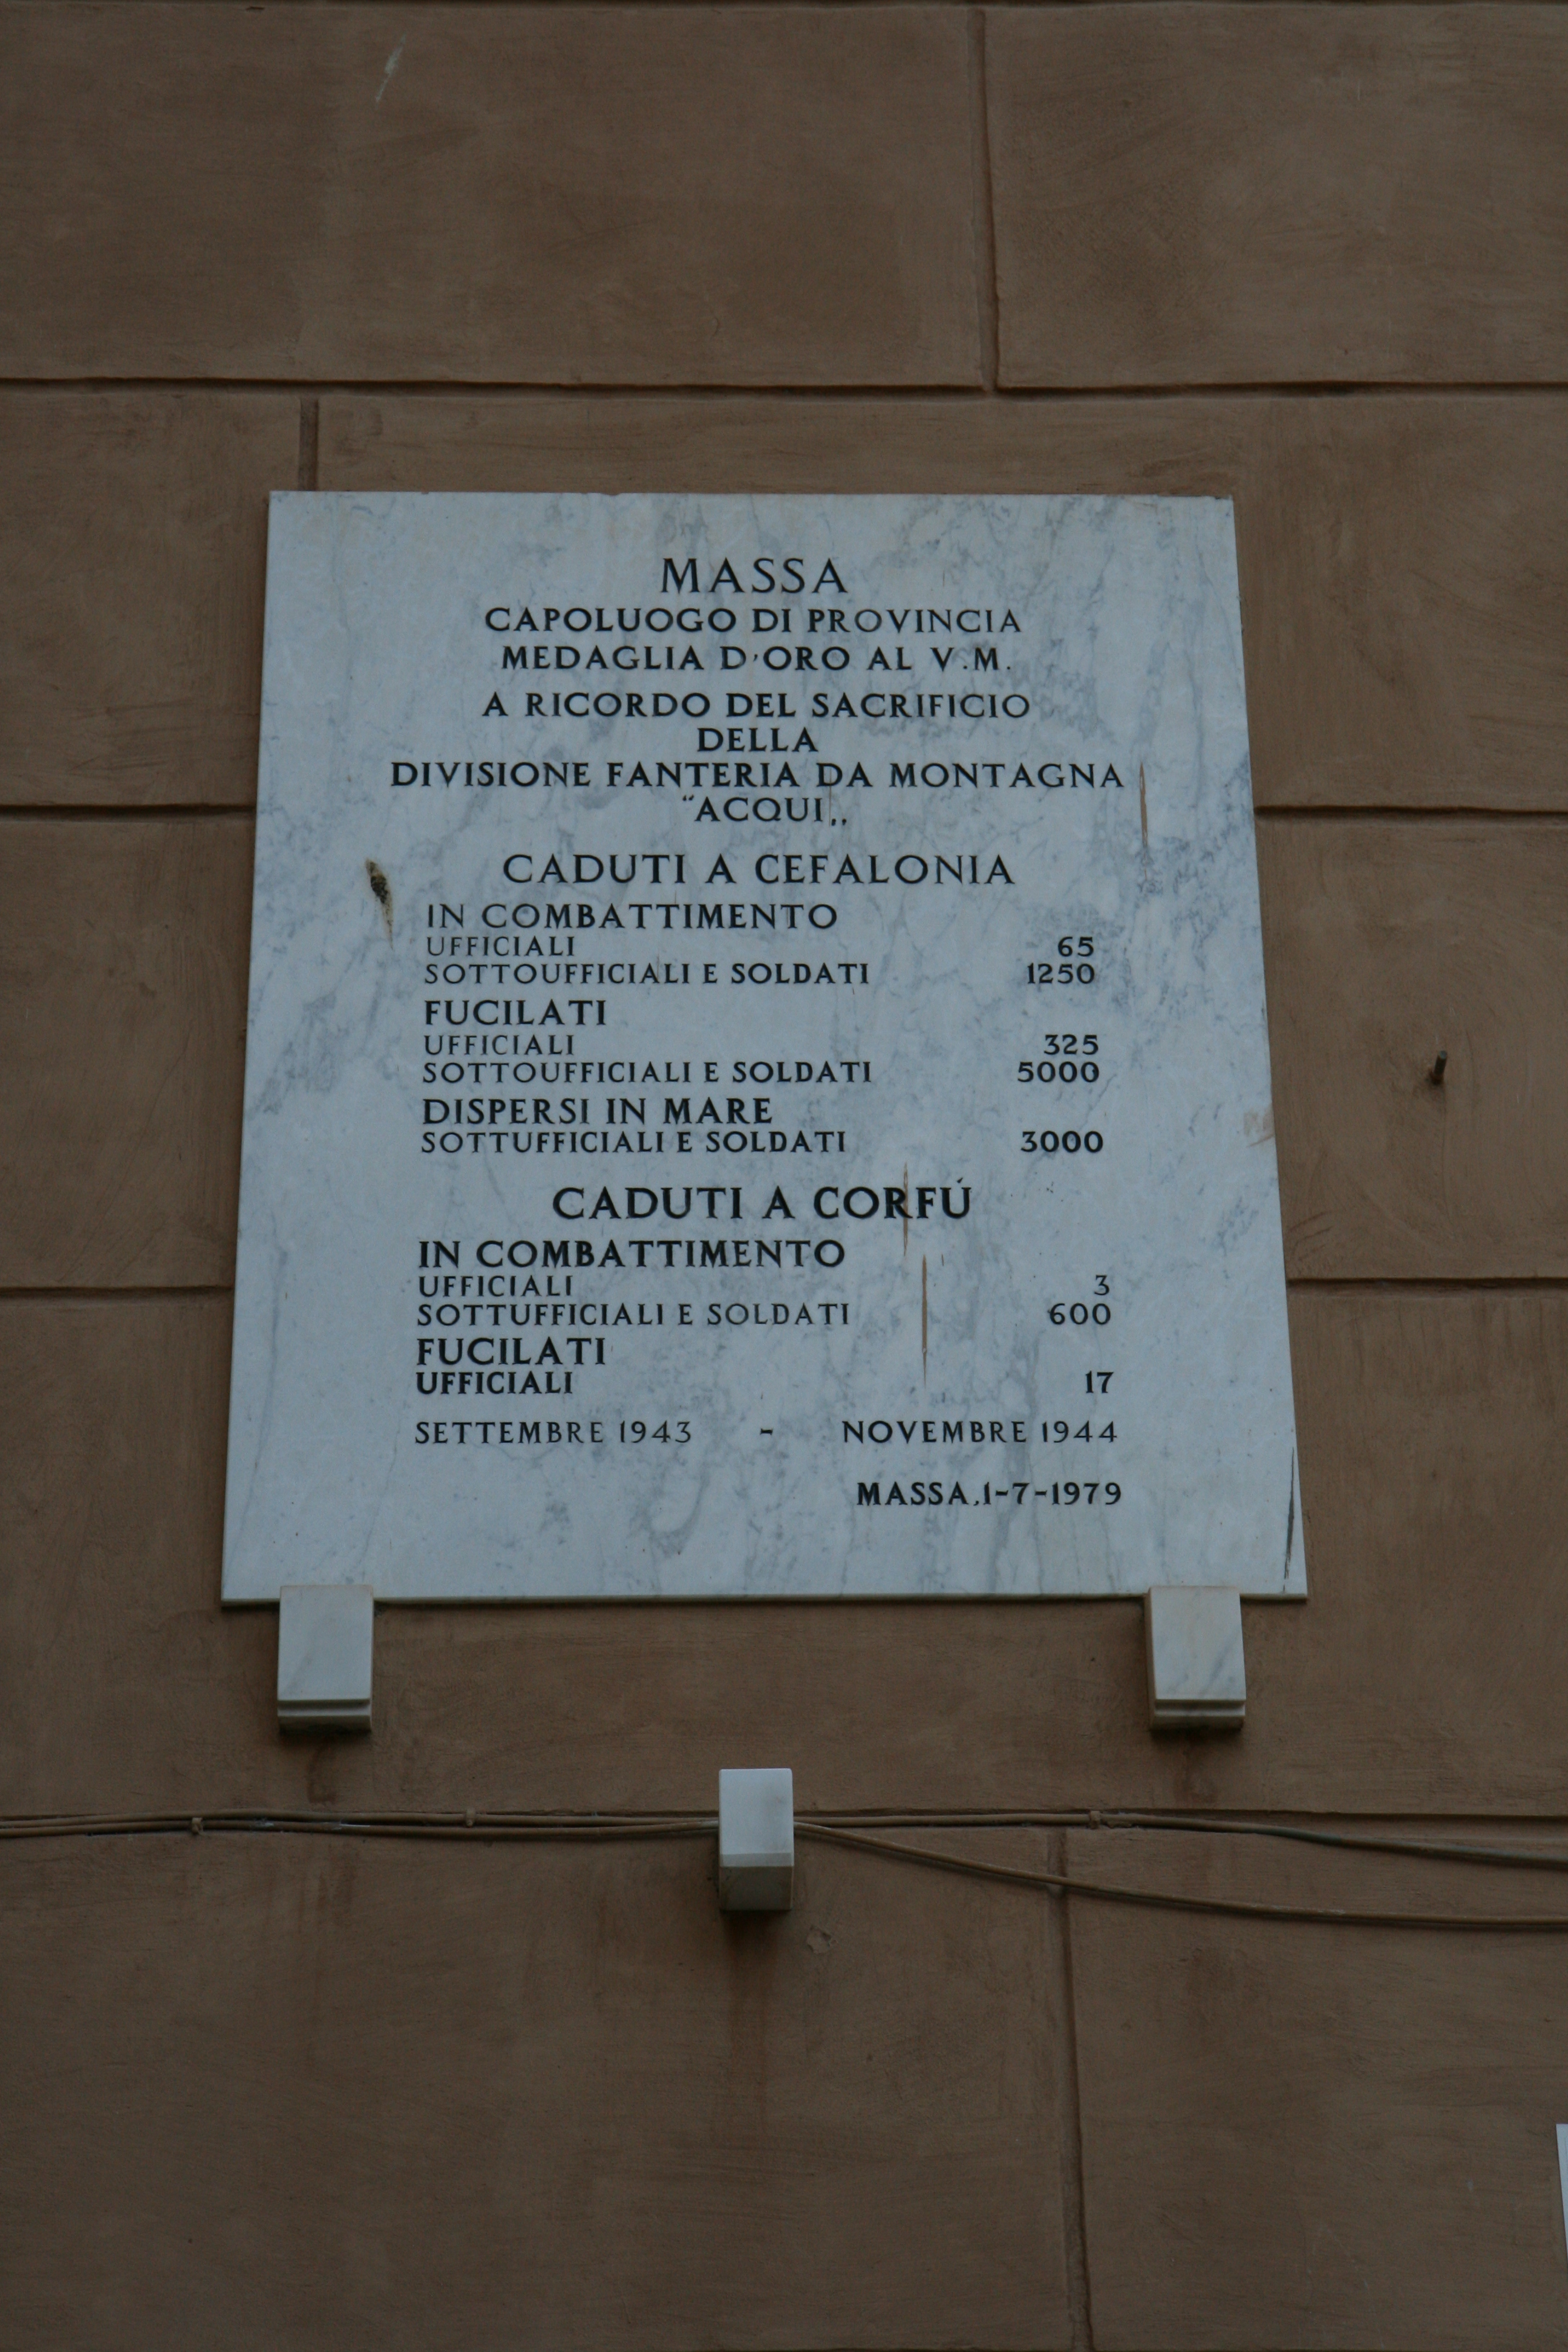 MASSA
CAPOLUOGO DI PROVINCIA
MEDAGLIA D'ORO AL V.M.
A RICORDO DEL SACRIFICIO
DELLA
DIVISIONE FANTERIA DA MONTAGNA
"ACQUI,,
CADUTI A CEFALONIA
IN COMBATTIMENTO
UFFICIALI 65
SOTTOUFFICIALI E SOLDATI 1250
FUCILATI
UFFICIALI 325
SOTTOUFFICIALI E SOLDATI 5000
DISPERSI IN MARE
SOTTUFFICIALI E SOLDATI 3000
CADUTI A CORFÚ
IN COMBATTIMENTO
UFFICIALI 3
SOTTUFFICIALI E SOLDATI 600
FUCILATI
UFFICIALI 17
SETTEMBRE 1943 - NOVEMBRE 1944
MASSA,1-7-1979